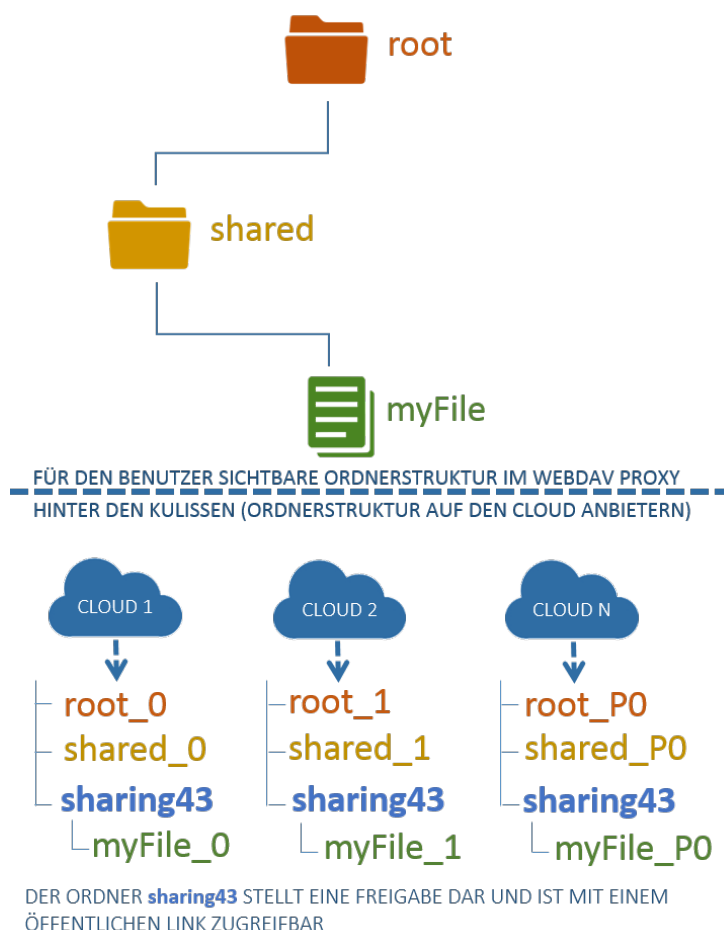 root
shared
myFile
FÜR DEN BENUTZER SICHTBARE ORDNERSTRUKTUR IM WEBDAV PROXY
HINTER DEN KULISSEN (ORDNERSTRUKTUR AUF DEN CLOUD ANBIETERN)
CLOUD 1
root_0
shared_0
sharing43
myFile_0
CLOUD 2
root_1
shared_1
sharing43
myFile_1
CLOUD N
root_P0
shared_P0
sharing43
myFile_P0
DER ORDNER sharing43 STELLT EINE FREIGABE DAR UND IST MIT EINEM
ÖFFENTLICHEN LINK ZUGREIFBAR